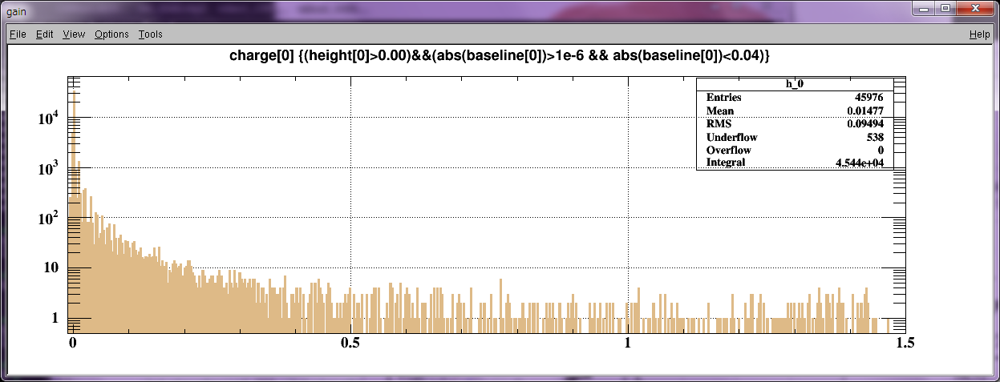 gain
File Edit View Options Tools Help
charge[0] {(height[0]>0.00)&&(abs(baseline[0])>1e-6 && abs(baseline[0])<0.04)}
h_0
Entries 45976
Mean 0.01477
RMS 0.09494
Underflow 538
Overflow 0
Integral 4.544e+04
10^4
10^3
10^2
10
1
0 0.5 1 1.5